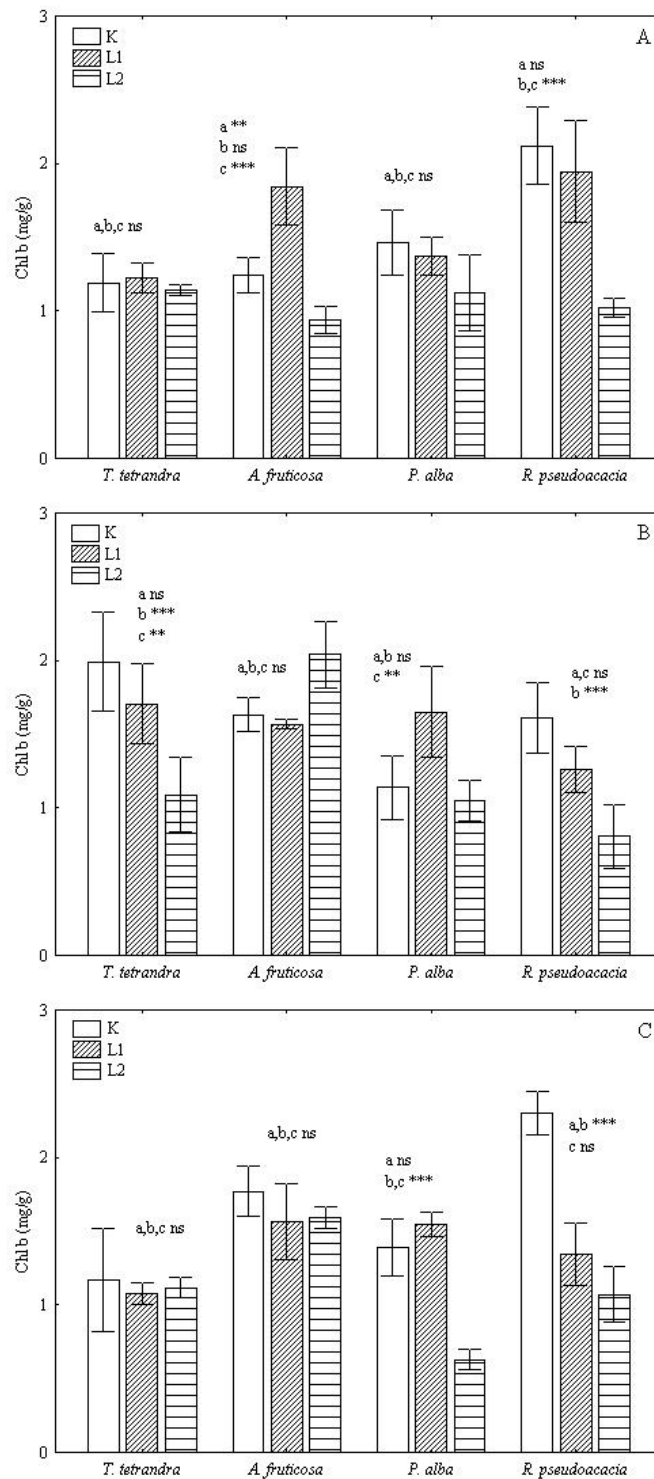 3
K
L1
L2
A
a ns
b,c ***
a **
b ns
c ***
a,b,c ns
a,b,c ns
2
Chl b (mg/g)
1
0
T. tetrandra A. fruticosa P. alba R. pseudoacacia
3
K
L1
L2
B
a ns
b ***
c **
a,b,c ns
a,b ns
c **
a,c ns
b ***
2
Chl b (mg/g)
1
0
T. tetrandra A. fruticosa P. alba R. pseudoacacia
3
K
L1
L2
C
a,b,c ns
a,b,c ns
a ns
b,c ***
a,b ***
c ns
2
Chl b (mg/g)
1
0
T. tetrandra A. fruticosa P. alba R. pseudoacacia